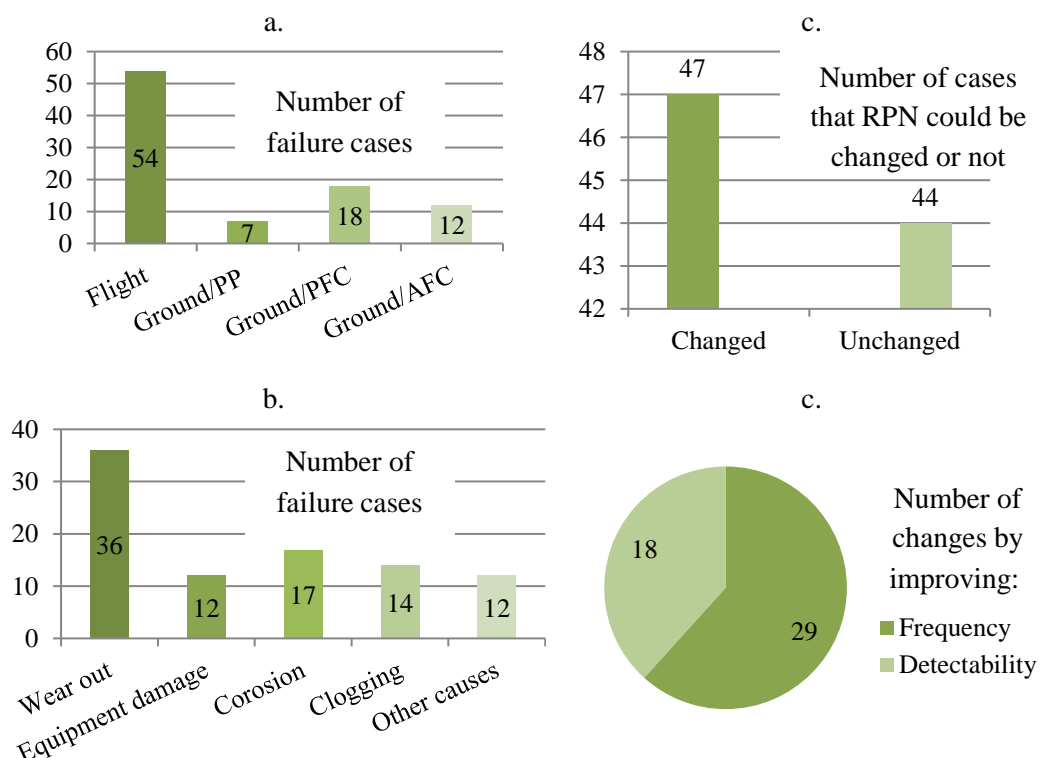 a.
60
50
40
30
20
10
0
Number of
failure cases
54
7
18
12
Flight
Ground/PP
Ground/PFC
Ground/AFC
c.
48
47
46
45
44
43
42
47
44
Number of cases
that RPN could be
changed or not
Changed
Unchanged
b.
40
30
20
10
0
Number of
failure cases
36
12
17
14
12
Wear out
Equipment damage
Corosion
Clogging
Other causes
c.
18
29
Number of
changes by
improving:
Frequency
Detectability